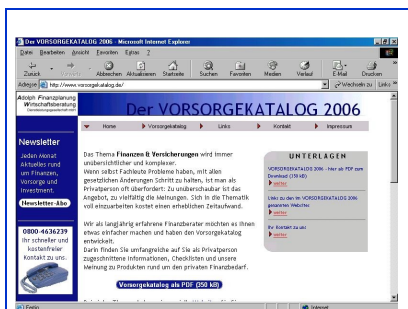 Der VORSORGEKATALOG 2006 - Microsoft Internet Explorer
Datei Bearbeiten Ansicht Favoriten Extras ?
Zurück Vorwärts Abbrechen Aktualisieren Startseite Suchen Favoriten Medien Verlauf E-Mail Drucken
Adresse http://www.vorsorgekatalog.de/ Wechseln zu Links
Adolph Finanzplanung
Wirtschaftsberatung
Der VORSORGEKATALOG 2006
Home Vorsorgekatalog Links Kontakt Impressum
Newsletter
Jeden Monat
Aktuelles rund
um Finanzen,
Vorsorge und
Investment.
Newsletter-Abo
0800-4636239
Ihr schneller und
kostenfreier
Kontakt zu uns.
Das Thema Finanzen & Versicherungen wird immer
unübersichtlicher und komplexer.
Wenn selbst Fachleute Probleme haben, mit allen
gesetzlichen Änderungen Schritt zu halten, ist man als
Privatperson oft überfordert: Zu unüberschaubar ist das
Angebot, zu vielfältig die Meinungen. Sich in die Thematik
voll einzuarbeiten kostet einen erheblichen Zeitaufwand.
Wir als langjährig erfahrene Finanzberater möchten es Ihnen
etwas einfacher machen und haben den Vorsorgekatalog
entwickelt.
Darin finden Sie umfangreiche auf Sie als Privatperson
zugeschnittene Informationen, Checklisten und unsere
Meinung zu Produkten rund um den privaten Finanzbedarf.
Vorsorgekatalog als PDF (350 kB)
UNTERLAGEN
VORSORGEKATALOG 2006 - hier als PDF zum
Download (350 kB)
weiter
Links zu den im VORSORGEKATALOG 2006
genannten Websites
weiter
Ihr Kontakt zu uns
weiter
Fertig Internet